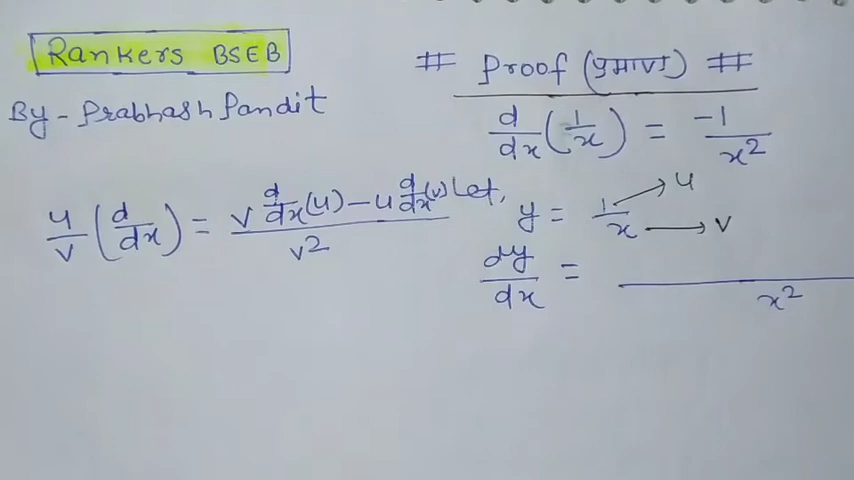 Rankers BSEB
By - Prabhash Pandit
# Proof (प्रमाण) #
d/dx (1/x) = -1/x²
u/v (d/dx) = (v d/dx (u) - u d/dx (v))/v²
Let,
y = 1/x → u
→ v
dy/dx = /x²